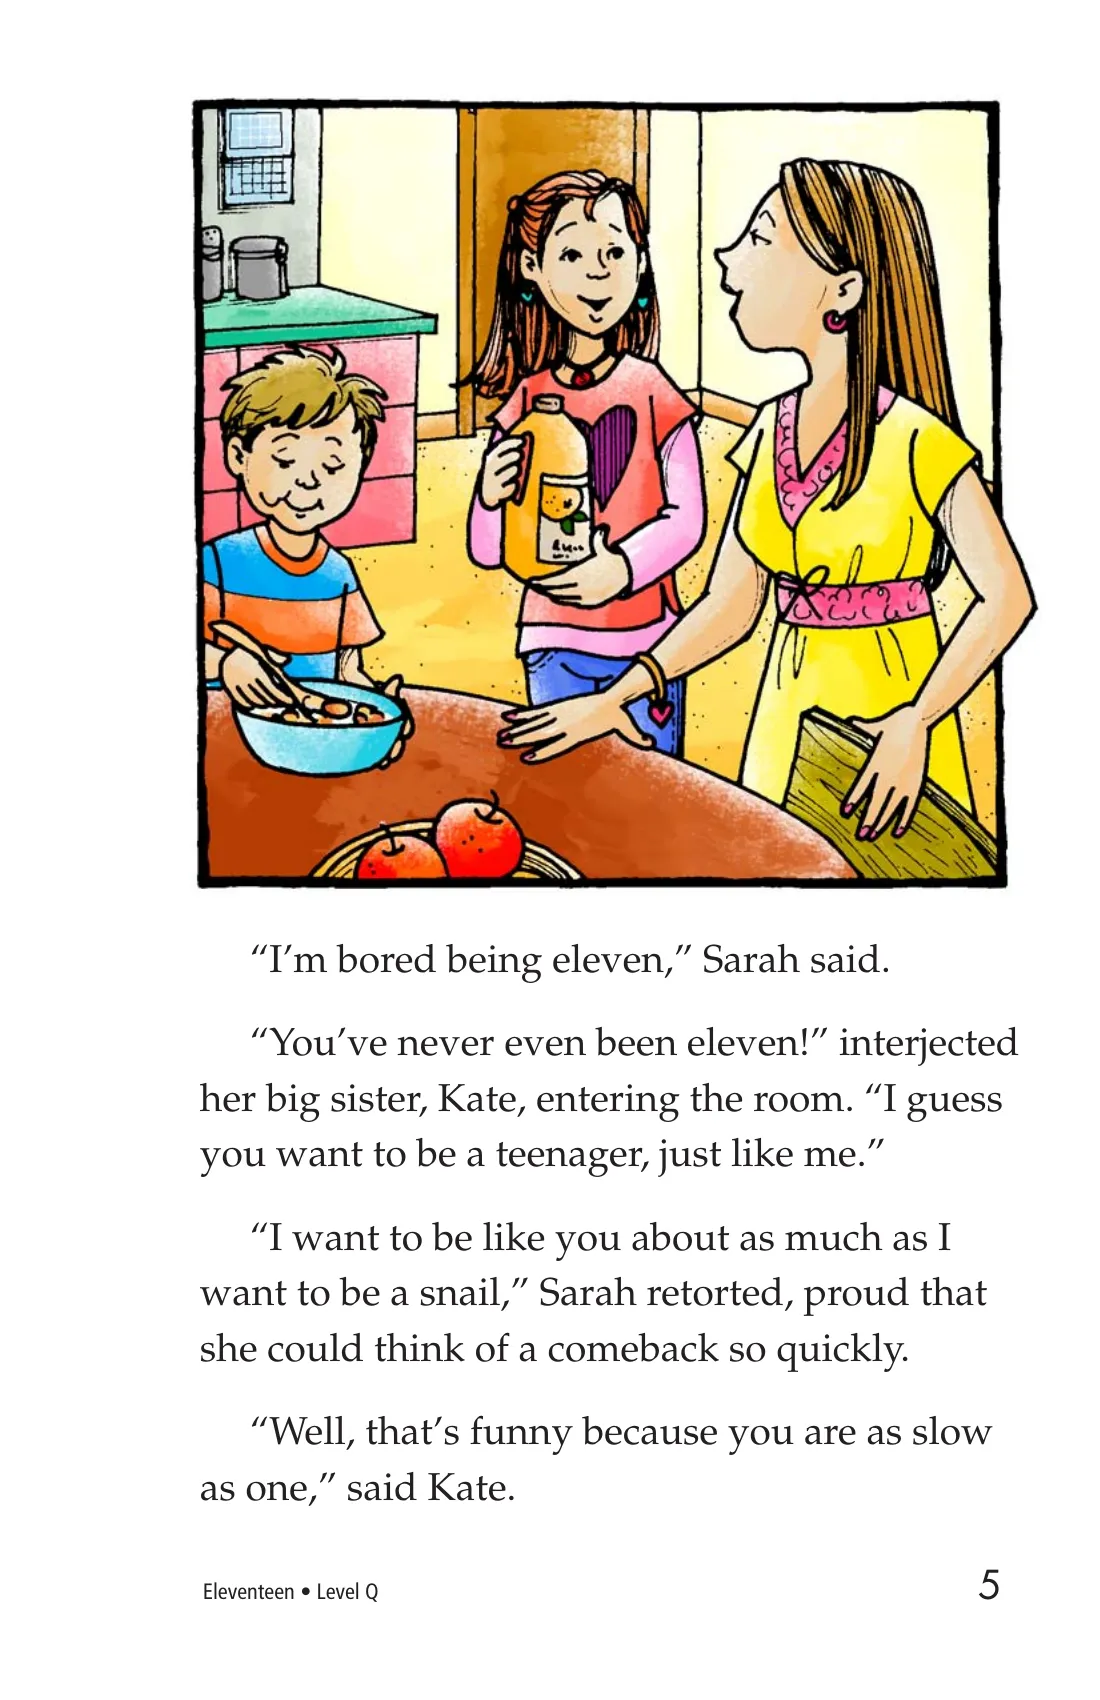 “I’m bored being eleven,” Sarah said.
“You’ve never even been eleven!” interjected
her big sister, Kate, entering the room. “I guess
you want to be a teenager, just like me.”
“I want to be like you about as much as I
want to be a snail,” Sarah retorted, proud that
she could think of a comeback so quickly.
“Well, that’s funny because you are as slow
as one,” said Kate.
Eleventeen • Level Q
5